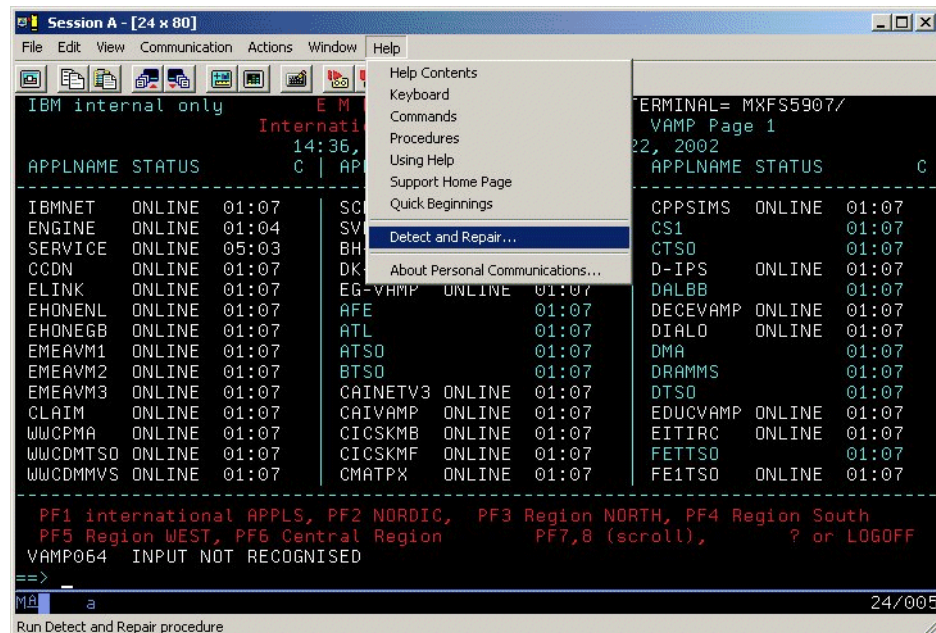 Session A - [24 x 80]
File Edit View Communication Actions Window Help
Help Contents
Keyboard
Commands
Procedures
Using Help
Support Home Page
Quick Beginnings
Detect and Repair...
About Personal Communications...
IBM internal only E M TERMINAL= MXFS5907/
Internati VAMP Page 1
14:36, 22, 2002
APPLNAME STATUS C | AP APPLNAME STATUS C
IBMNET ONLINE 01:07 SC CPPSIMS ONLINE 01:07
ENGINE ONLINE 01:04 SV CS1 01:07
SERVICE ONLINE 05:03 BH CTSO 01:07
CCDN ONLINE 01:07 DK D-IPS ONLINE 01:07
ELINK ONLINE 01:07 EG-VAMP ONLINE 01:07 DALBB 01:07
EHONENL ONLINE 01:07 AFE 01:07 DECEVAMP ONLINE 01:07
EHONEGB ONLINE 01:07 ATL 01:07 DIALO ONLINE 01:07
EMEAVM1 ONLINE 01:07 ATSO 01:07 DMA 01:07
EMEAVM2 ONLINE 01:07 BTSO 01:07 DRAMMS 01:07
EMEAVM3 ONLINE 01:07 CAINETV3 ONLINE 01:07 DTSO 01:07
CLAIM ONLINE 01:07 CAIVAMP ONLINE 01:07 EDUCVAMP ONLINE 01:07
WWCPMA ONLINE 01:07 CICSKMB ONLINE 01:07 EITIRC ONLINE 01:07
WWCDMTSO ONLINE 01:07 CICSKMF ONLINE 01:07 FETTSO 01:07
WWCDMMVS ONLINE 01:07 CMATPX ONLINE 01:07 FE1TSO ONLINE 01:07
PF1 international APPLS, PF2 NORDIC, PF3 Region NORTH, PF4 Region South
PF5 Region WEST, PF6 Central Region PF7,8 (scroll), ? or LOGOFF
VAMP064 INPUT NOT RECOGNISED
==> _
MA a 24/005
Run Detect and Repair procedure